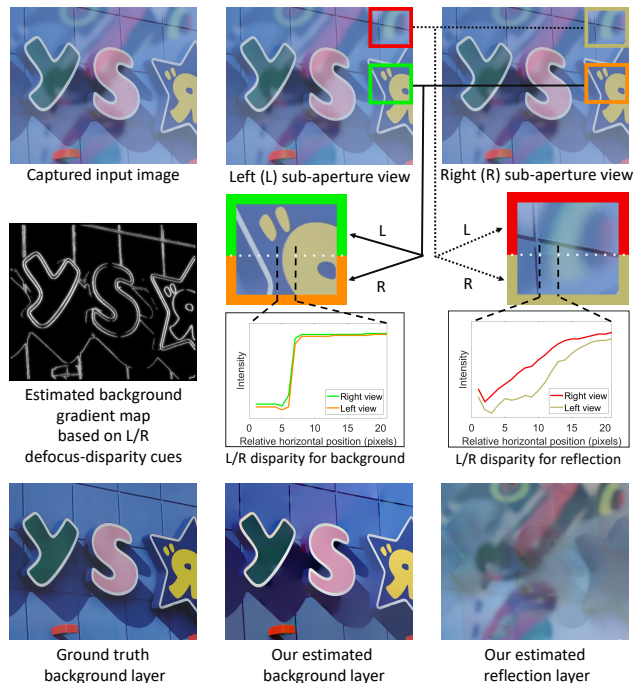 Captured input image
Left (L) sub-aperture view
Right (R) sub-aperture view
L
R
L
R
Estimated background
gradient map
based on L/R
defocus-disparity cues
Intensity
Right view
Left view
0 5 10 15 20
Relative horizontal position (pixels)
L/R disparity for background
Intensity
Right view
Left view
0 5 10 15 20
Relative horizontal position (pixels)
L/R disparity for reflection
Y S
Y S
Y S
Y S
Y S
Y S
Ground truth
background layer
Our estimated
background layer
Our estimated
reflection layer